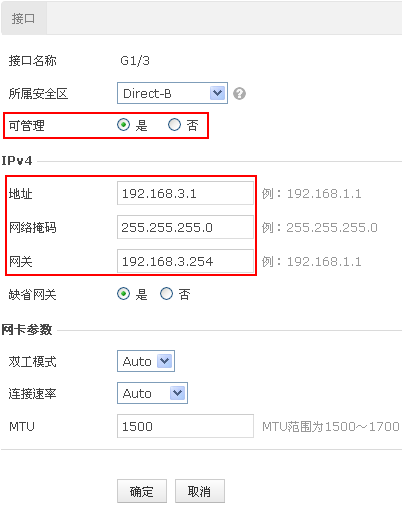 接口
接口名称 G1/3
所属安全区 Direct-B ?
可管理 是 否
IPv4
地址 192.168.3.1 例：192.168.1.1
网络掩码 255.255.255.0 例：255.255.255.0
网关 192.168.3.254 例：192.168.1.1
缺省网关 是 否
网卡参数
双工模式 Auto
连接速率 Auto
MTU 1500 MTU范围为1500～1700
确定 取消